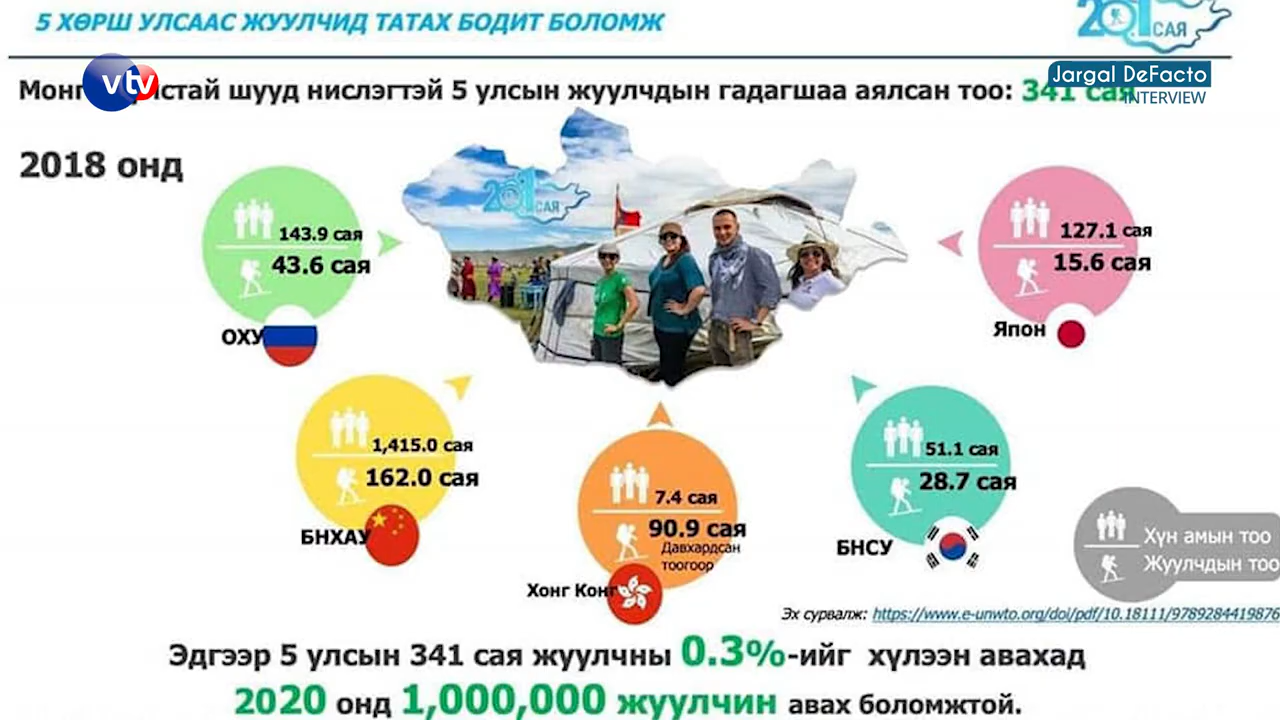 5 ХӨРШ УЛСААС ЖУУЛЧИД ТАТАХ БОДИТ БОЛОМЖ
САЯ
vtv
шууд нислэгтэй 5 улсын жуулчдын гадагшаа аялсан тоо: 341 сая
Jargal DeFacto
INTERVIEW
2018 онд
201 САЯ
143.9 сая
43.6 сая
ОХУ
127.1 сая
15.6 сая
Япон
1,415.0 сая
162.0 сая
БНХАУ
7.4 сая
90.9 сая
Давхардсан
тоогоор
Хонг Конг
51.1 сая
28.7 сая
БНСУ
Хүн амын тоо
Жуулчдын тоо
Эх сурвалж: https://www.e-unwto.org/doi/pdf/10.18111/9789284419876
Эдгээр 5 улсын 341 сая жуулчны 0.3%-ийг хүлээн авахад
2020 онд 1,000,000 жуулчин авах боломжтой.